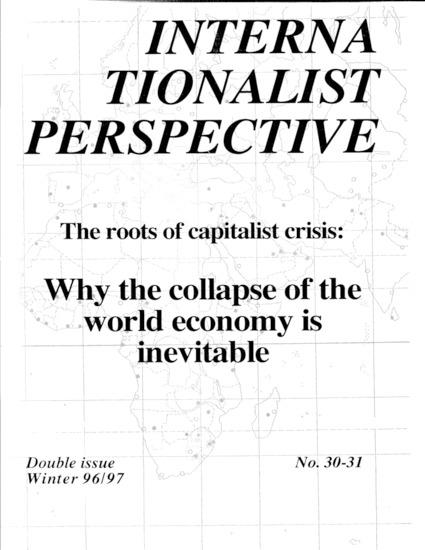 INTERNA
TIONALIST
PERSPECTIVE
The roots of capitalist crisis:
Why the collapse of the
world economy is
inevitable
Double issue
No. 30-31
Winter 96/97